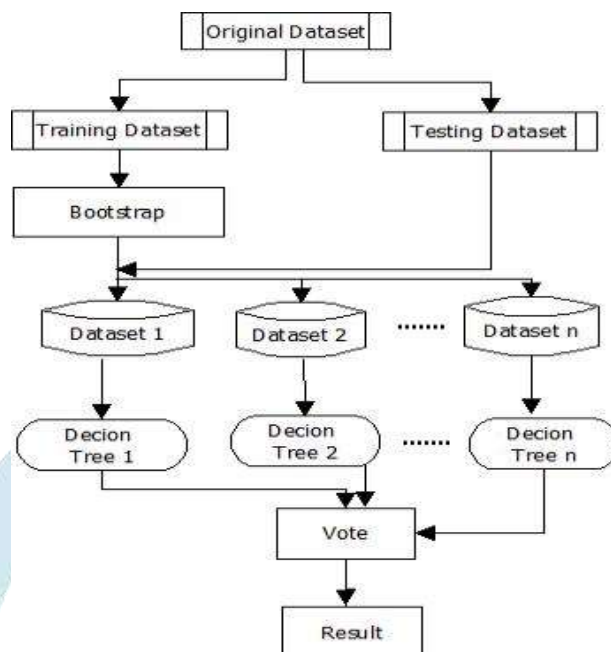 Original Dataset
Training Dataset
Testing Dataset
Bootstrap
Dataset 1
Dataset 2
.......
Dataset n
Decion
Tree 1
Decion
Tree 2
.......
Decion
Tree n
Vote
Result